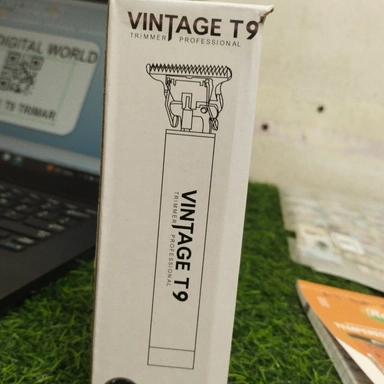 VINTAGE T9
TRIMMER PROFESSIONAL
VINTAGE T9
TRIMMER PROFESSIONAL
DIGITAL WORLD
T9 TRIMAR